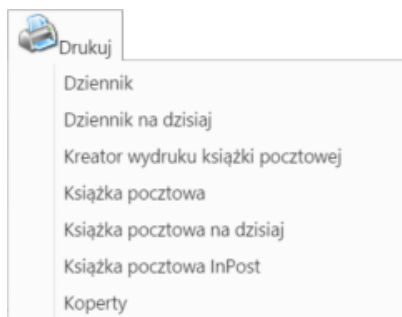 Drukuj
Dziennik
Dziennik na dzisiaj
Kreator wydruku książki pocztowej
Książka pocztowa
Książka pocztowa na dzisiaj
Książka pocztowa InPost
Koperty